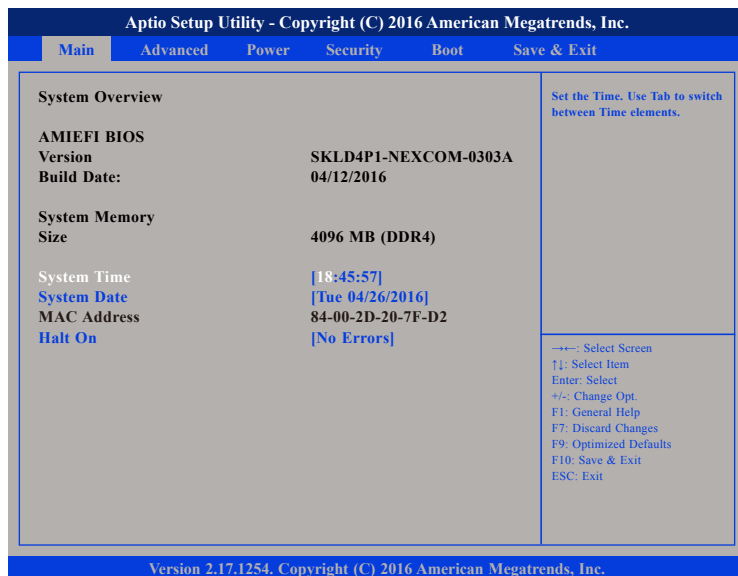 Aptio Setup Utility - Copyright (C) 2016 American Megatrends, Inc.
Main Advanced Power Security Boot Save & Exit
System Overview
AMIEFI BIOS
Version SKLD4P1-NEXCOM-0303A
Build Date: 04/12/2016
System Memory
Size 4096 MB (DDR4)
System Time [18:45:57]
System Date [Tue 04/26/2016]
MAC Address 84-00-2D-20-7F-D2
Halt On [No Errors]
Set the Time. Use Tab to switch
between Time elements.
→←: Select Screen
↑↓: Select Item
Enter: Select
+/-: Change Opt.
F1: General Help
F7: Discard Changes
F9: Optimized Defaults
F10: Save & Exit
ESC: Exit
Version 2.17.1254. Copyright (C) 2016 American Megatrends, Inc.